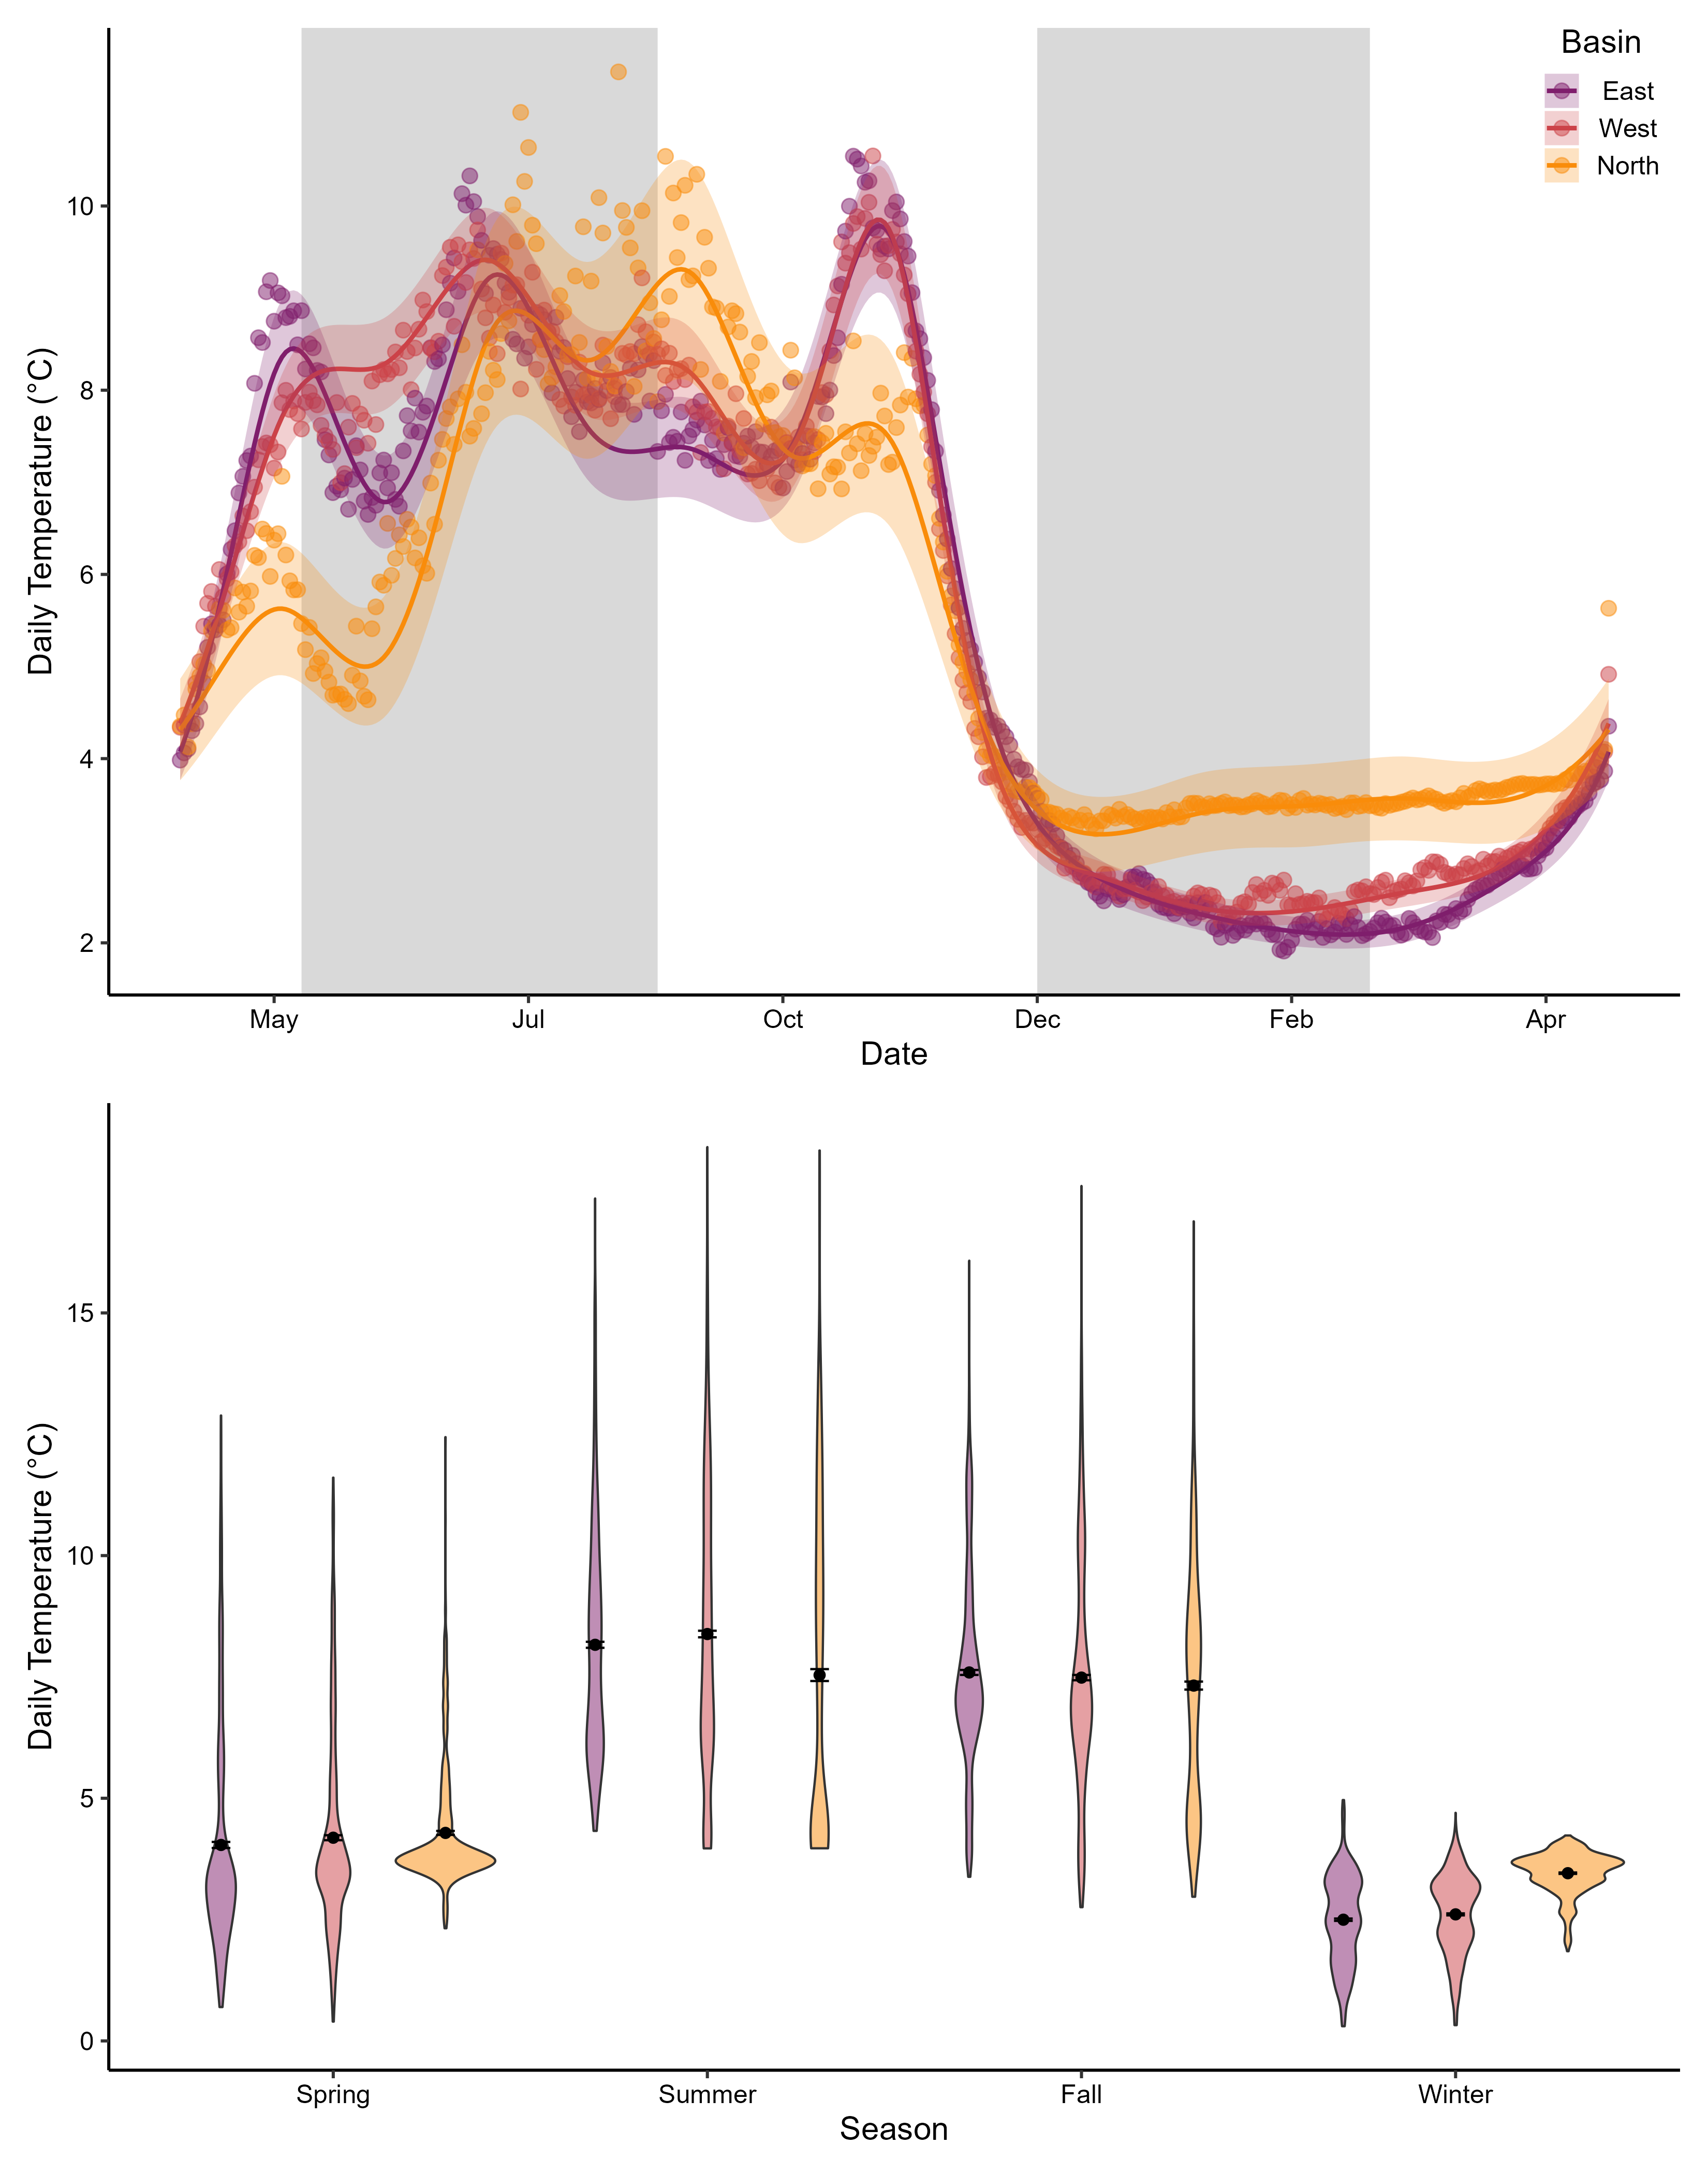 Basin
East
West
North
Daily Temperature (°C)
10
8
6
4
2
May Jul Oct Dec Feb Apr
Date
Daily Temperature (°C)
15
10
5
0
Spring Summer Fall Winter
Season